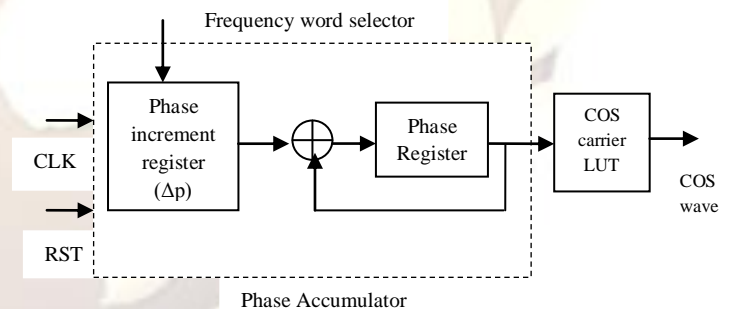 Frequency word selector
Phase
increment
register
(Δp)
Phase
Register
COS
carrier
LUT
CLK
RST
COS
wave
Phase Accumulator